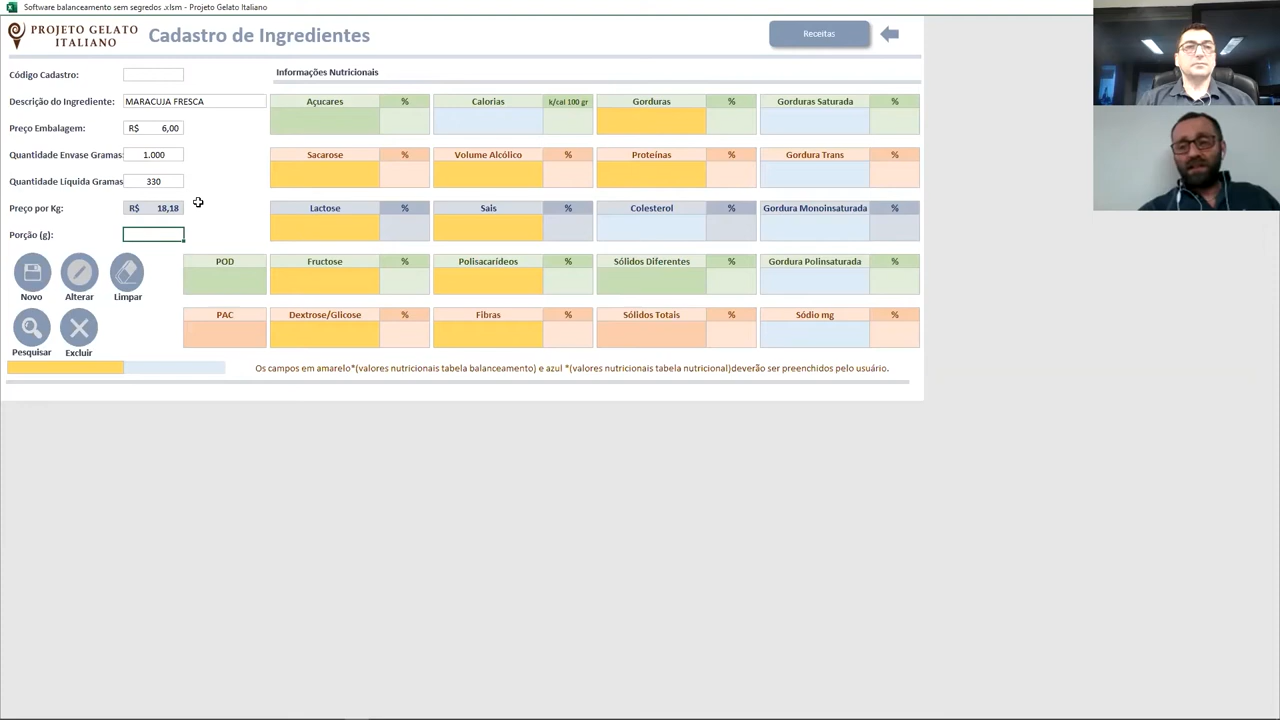 Software balanceamento sem segredos .xlsm - Projeto Gelato Italiano
PROJETO GELATO
ITALIANO
Cadastro de Ingredientes
Receitas
Código Cadastro:
Informações Nutricionais
Descrição do Ingrediente: MARACUJA FRESCA
Açucares % Calorias k/cal 100 gr Gorduras % Gorduras Saturada %
Preço Embalagem: R$ 6,00
Quantidade Envase Gramas: 1.000
Sacarose % Volume Alcólico % Proteínas % Gordura Trans %
Quantidade Líquida Gramas 330
Preço por Kg: R$ 18,18
Lactose % Sais % Colesterol % Gordura Monoinsaturada %
Porção (g):
POD Fructose % Polisacarídeos % Sólidos Diferentes % Gordura Polinsaturada %
Novo Alterar Limpar
PAC Dextrose/Glicose % Fibras % Sólidos Totais % Sódio mg %
Pesquisar Excluir
Os campos em amarelo*(valores nutricionais tabela balanceamento) e azul *(valores nutricionais tabela nutricional)deverão ser preenchidos pelo usuário.